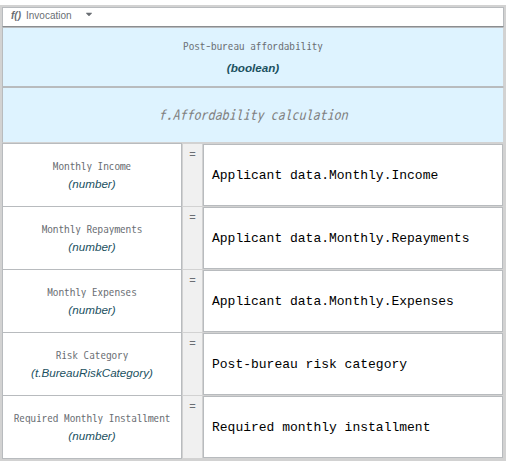 f() Invocation
Post-bureau affordability
(boolean)
f.Affordability calculation
Monthly Income
(number)
= Applicant data.Monthly.Income
Monthly Repayments
(number)
= Applicant data.Monthly.Repayments
Monthly Expenses
(number)
= Applicant data.Monthly.Expenses
Risk Category
(t.BureauRiskCategory)
= Post-bureau risk category
Required Monthly Installment
(number)
= Required monthly installment